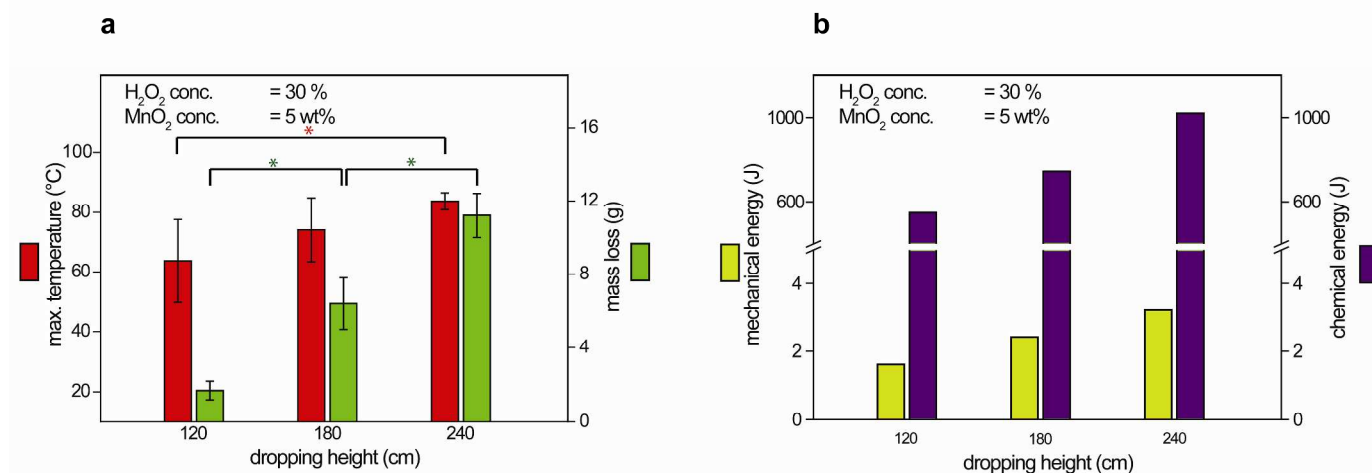 a
H₂O₂ conc. = 30 %
MnO₂ conc. = 5 wt%
*
* *
max. temperature (°C)
100
80
60
40
20
mass loss (g)
16
12
8
4
0
120 180 240
dropping height (cm)
b
H₂O₂ conc. = 30 %
MnO₂ conc. = 5 wt%
mechanical energy (J)
1000
600
4
2
0
chemical energy (J)
1000
600
4
2
0
120 180 240
dropping height (cm)